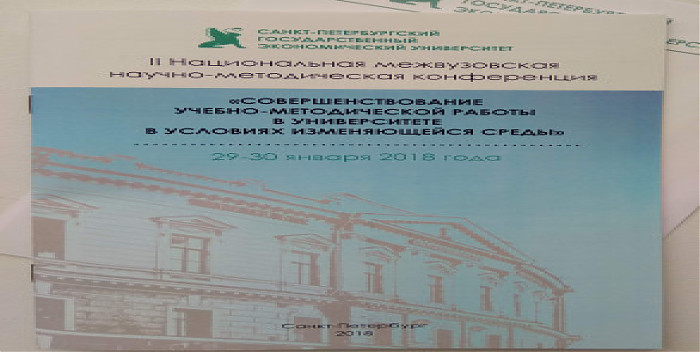 САНКТ-ПЕТЕРБУРГСКИЙ
ГОСУДАРСТВЕННЫЙ
ЭКОНОМИЧЕСКИЙ УНИВЕРСИТЕТ
II Национальная межвузовская
научно-методическая конференция
«СОВЕРШЕНСТВОВАНИЕ
УЧЕБНО-МЕТОДИЧЕСКОЙ РАБОТЫ
В УНИВЕРСИТЕТЕ
В УСЛОВИЯХ ИЗМЕНЯЮЩЕЙСЯ СРЕДЫ»
29-30 января 2018 года
Санкт-Петербург
2018